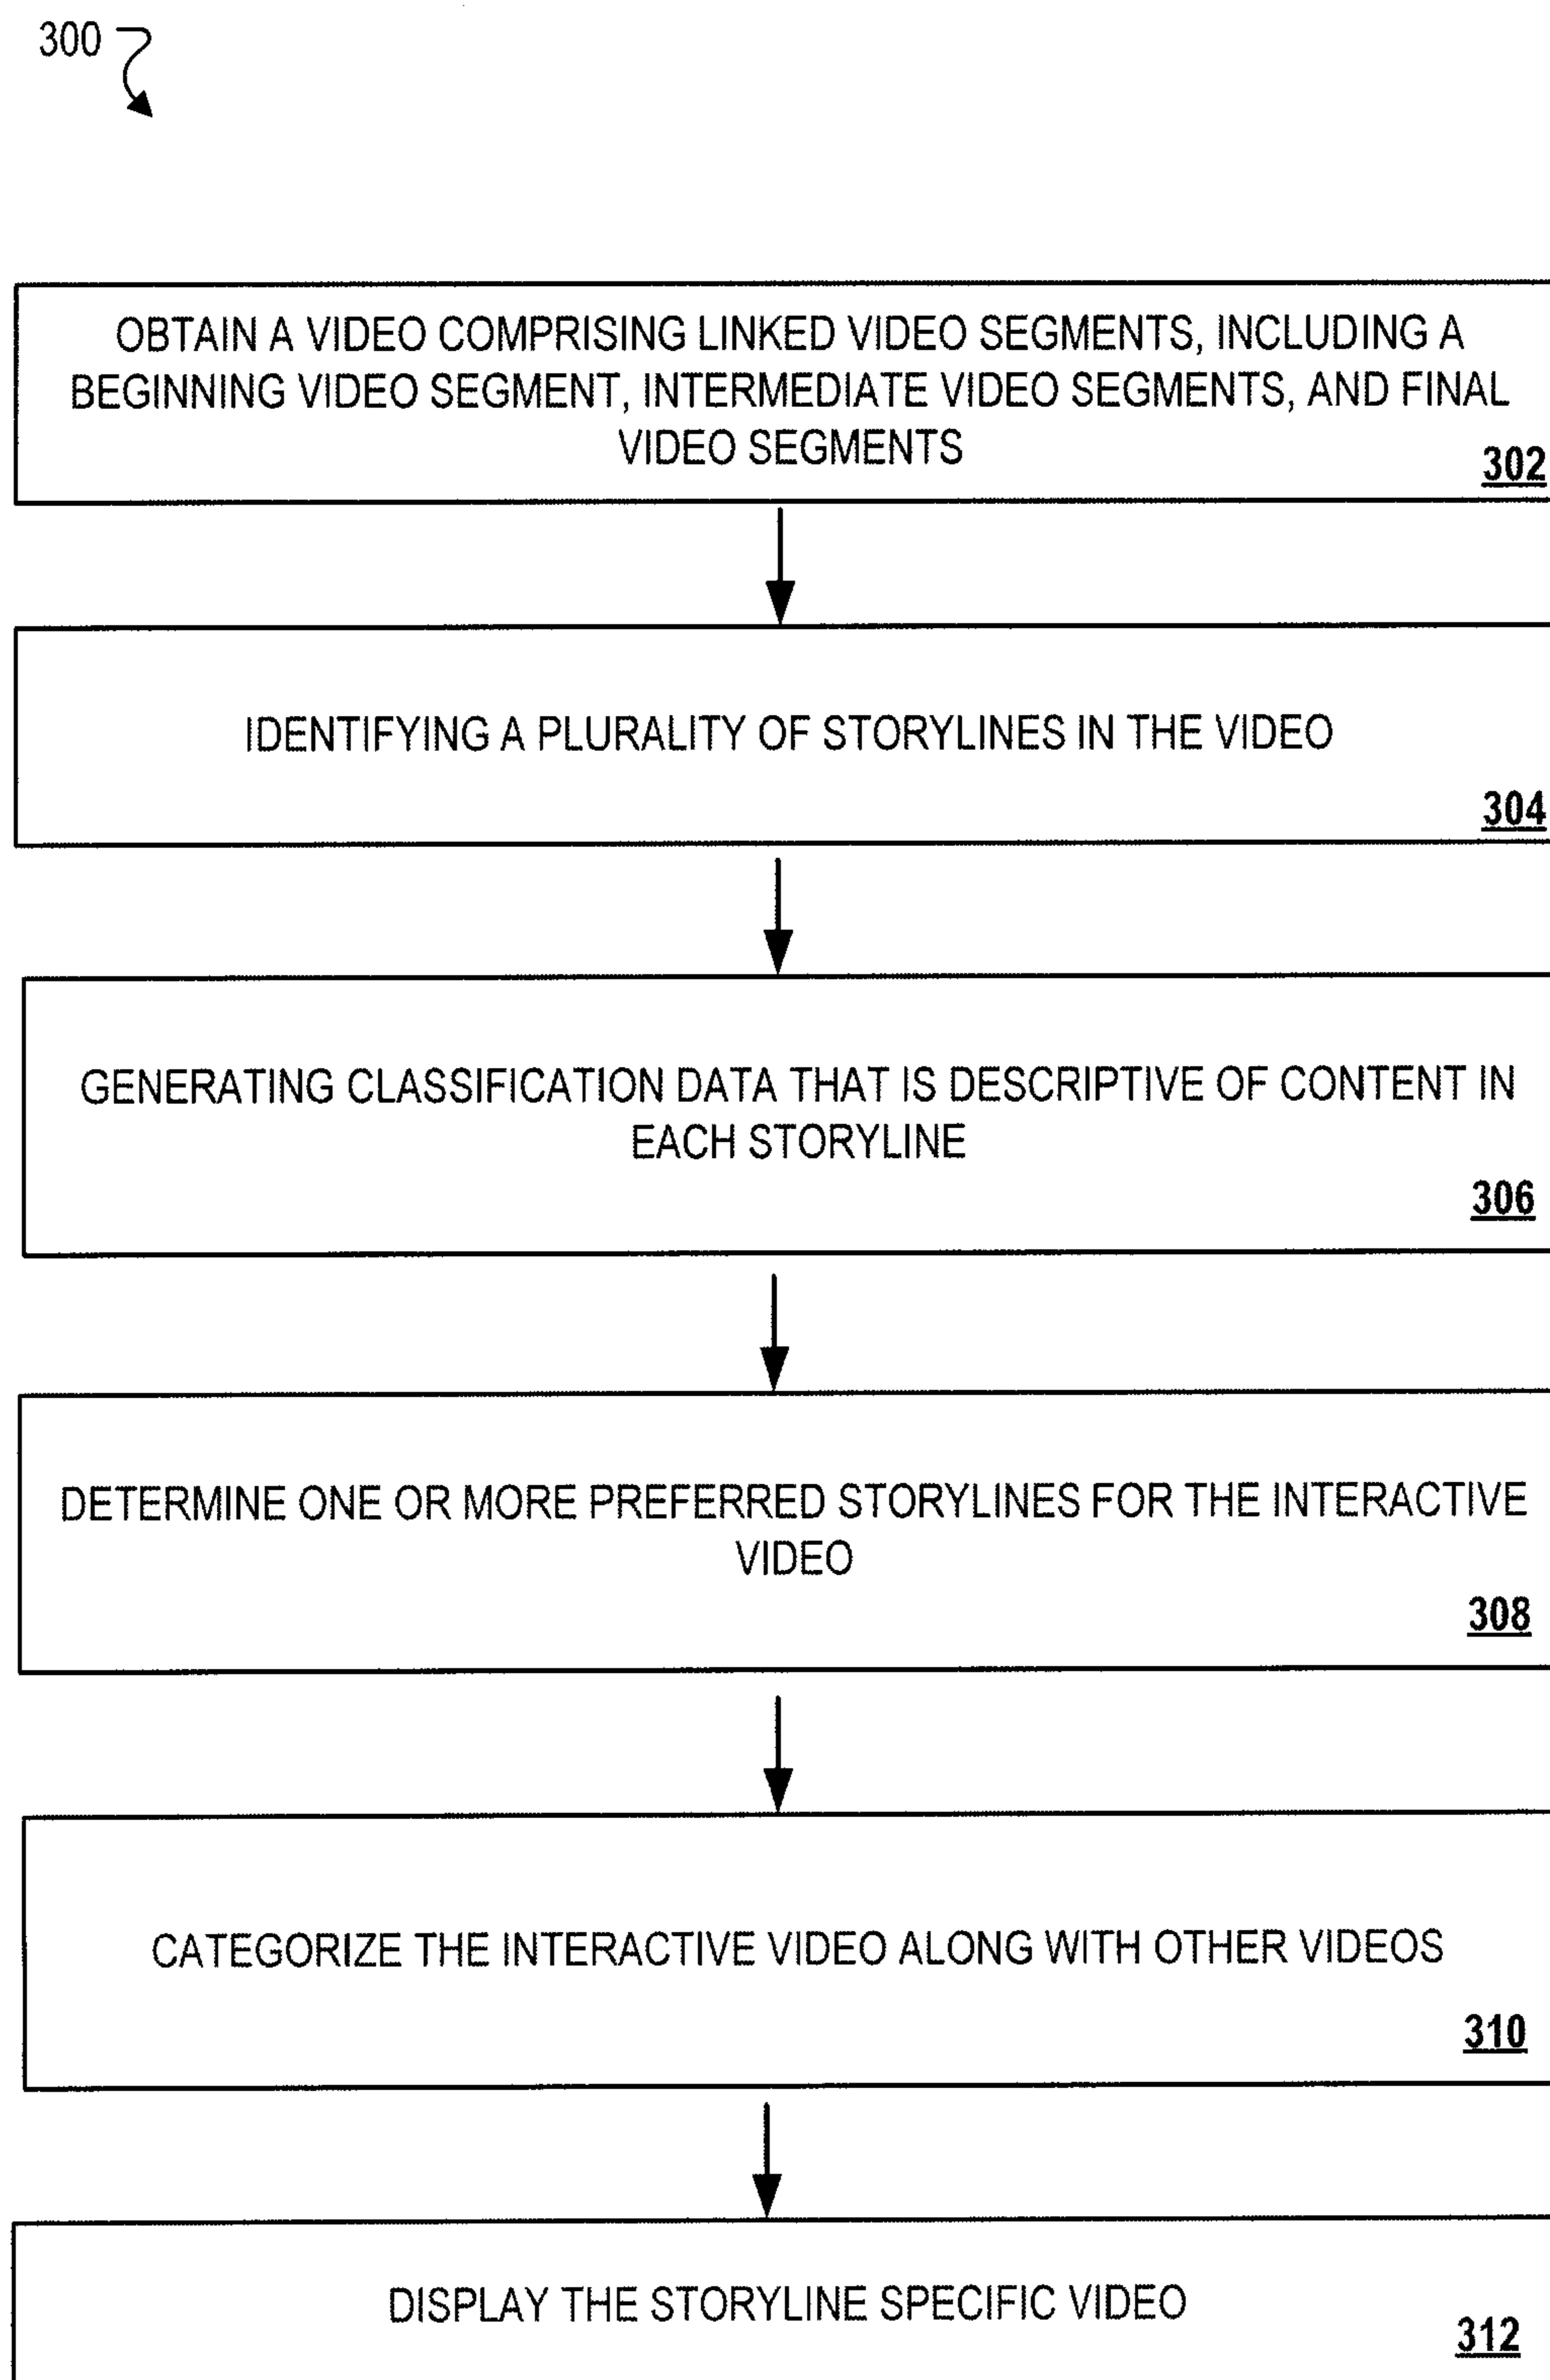 300
OBTAIN A VIDEO COMPRISING LINKED VIDEO SEGMENTS, INCLUDING A
BEGINNING VIDEO SEGMENT, INTERMEDIATE VIDEO SEGMENTS, AND FINAL
VIDEO SEGMENTS
302
IDENTIFYING A PLURALITY OF STORYLINES IN THE VIDEO
304
GENERATING CLASSIFICATION DATA THAT IS DESCRIPTIVE OF CONTENT IN
EACH STORYLINE
306
DETERMINE ONE OR MORE PREFERRED STORYLINES FOR THE INTERACTIVE
VIDEO
308
CATEGORIZE THE INTERACTIVE VIDEO ALONG WITH OTHER VIDEOS
310
DISPLAY THE STORYLINE SPECIFIC VIDEO
312